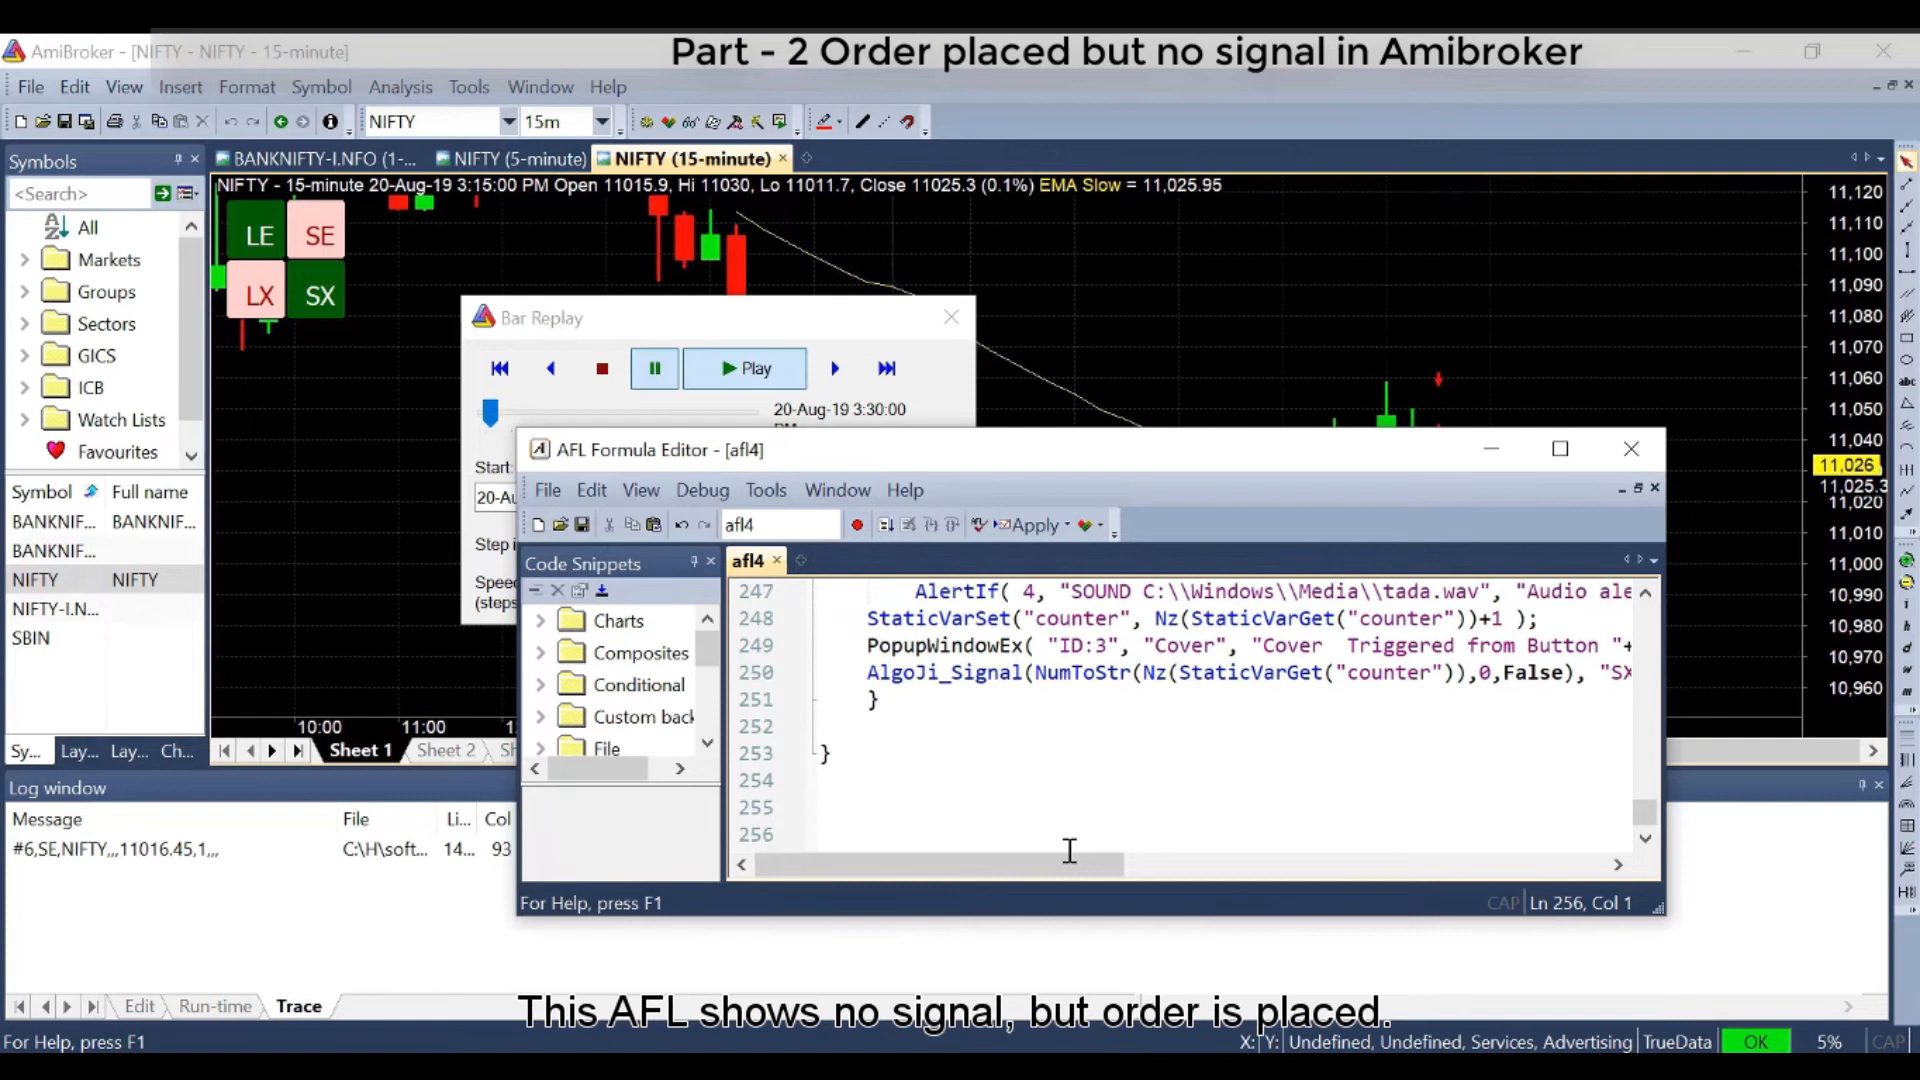 AmiBroker - [NIFTY - NIFTY - 15-minute]
Part - 2 Order placed but no signal in Amibroker
File Edit View Insert Format Symbol Analysis Tools Window Help
NIFTY 15m
Symbols
BANKNIFTY-I.NFO (1-... NIFTY (5-minute) NIFTY (15-minute)
<Search>
NIFTY - 15-minute 20-Aug-19 3:15:00 PM Open 11015.9, Hi 11030, Lo 11011.7, Close 11025.3 (0.1%) EMA Slow = 11,025.95
LE SE
LX SX
All
Markets
Groups
Sectors
GICS
ICB
Watch Lists
Favourites
Symbol Full name
BANKNIF... BANKNIF...
BANKNIF...
NIFTY NIFTY
NIFTY-I.N...
SBIN
11,120
11,110
11,100
11,090
11,080
11,070
11,060
11,050
11,040
11,026
11,025.3
11,020
11,010
11,000
10,990
10,980
10,970
10,960
Bar Replay
Play
20-Aug-19 3:30:00
Start:
20-Au
Step i
Speed
(steps
10:00 11:00
Sy... Lay... Lay... Ch...
Sheet 1 Sheet 2 Sh
AFL Formula Editor - [afl4]
File Edit View Debug Tools Window Help
afl4 Apply
Code Snippets
afl4
Charts
Composites
Conditional
Custom back
File
247 AlertIf( 4, "SOUND C:\\Windows\\Media\\tada.wav", "Audio ale
248 StaticVarSet("counter", Nz(StaticVarGet("counter"))+1 );
249 PopupWindowEx( "ID:3", "Cover", "Cover Triggered from Button "+
250 AlgoJi_Signal(NumToStr(Nz(StaticVarGet("counter")),0,False), "SX
251 }
252
253 }
254
255
256
For Help, press F1
CAP Ln 256, Col 1
Log window
Message File Li... Col
#6,SE,NIFTY,,,11016.45,1,,, C:\H\soft... 14... 93
Edit Run-time Trace
This AFL shows no signal, but order is placed.
For Help, press F1
X: Y: Undefined, Undefined, Services, Advertising TrueData OK 5% CAP